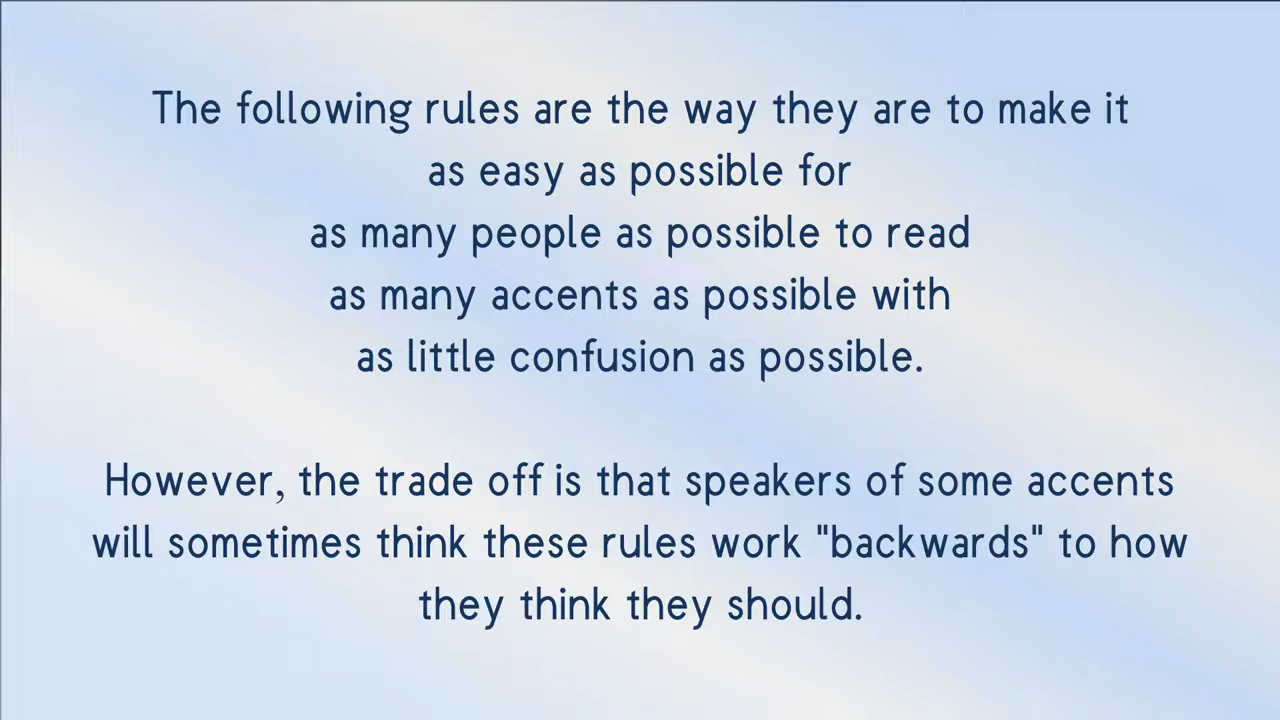 The following rules are the way they are to make it
as easy as possible for
as many people as possible to read
as many accents as possible with
as little confusion as possible.
However, the trade off is that speakers of some accents
will sometimes think these rules work "backwards" to how
they think they should.